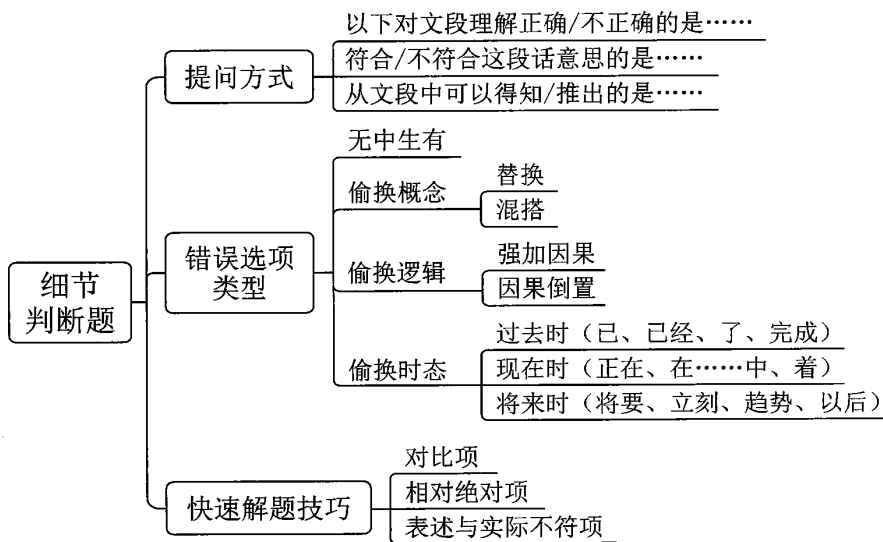 细节
判断题
提问方式
以下对文段理解正确/不正确的是……
符合/不符合这段话意思的是……
从文段中可以得知/推出的是……
错误选项
类型
无中生有
偷换概念
替换
混搭
偷换逻辑
强加因果
因果倒置
偷换时态
过去时（已、已经、了、完成）
现在时（正在、在……中、着）
将来时（将要、立刻、趋势、以后）
快速解题技巧
对比项
相对绝对项
表述与实际不符项